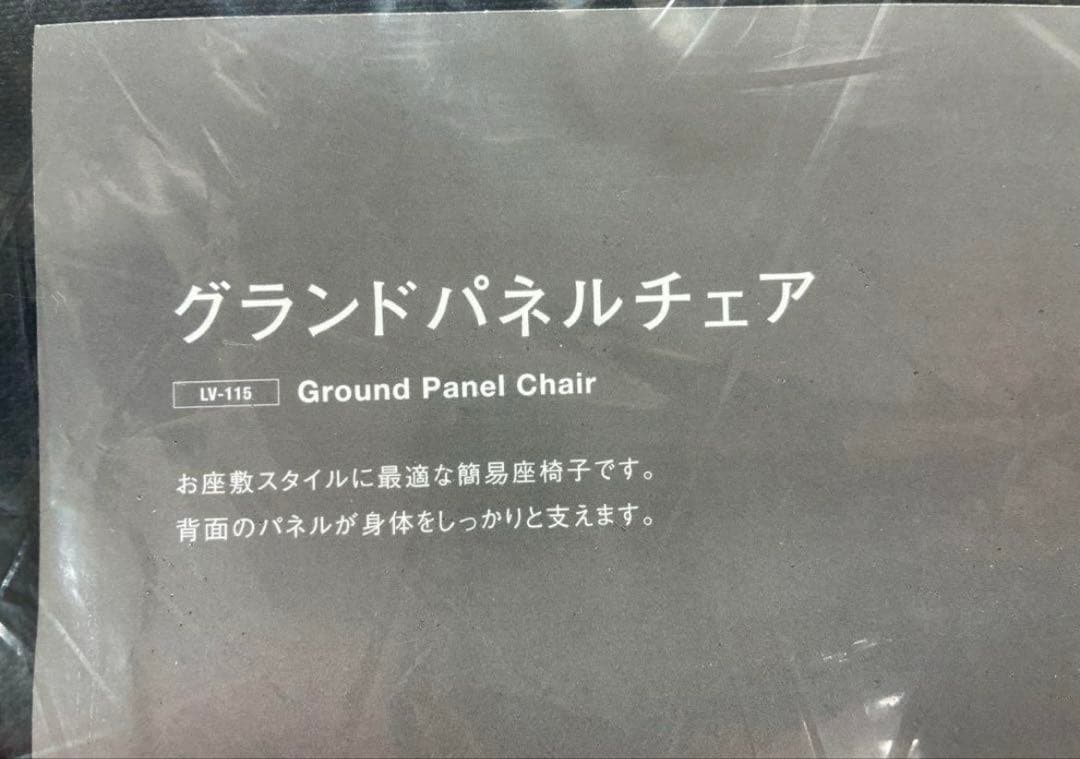 グランドパネルチェア
LV-115 Ground Panel Chair
お座敷スタイルに最適な簡易座椅子です。
背面のパネルが身体をしっかりと支えます。